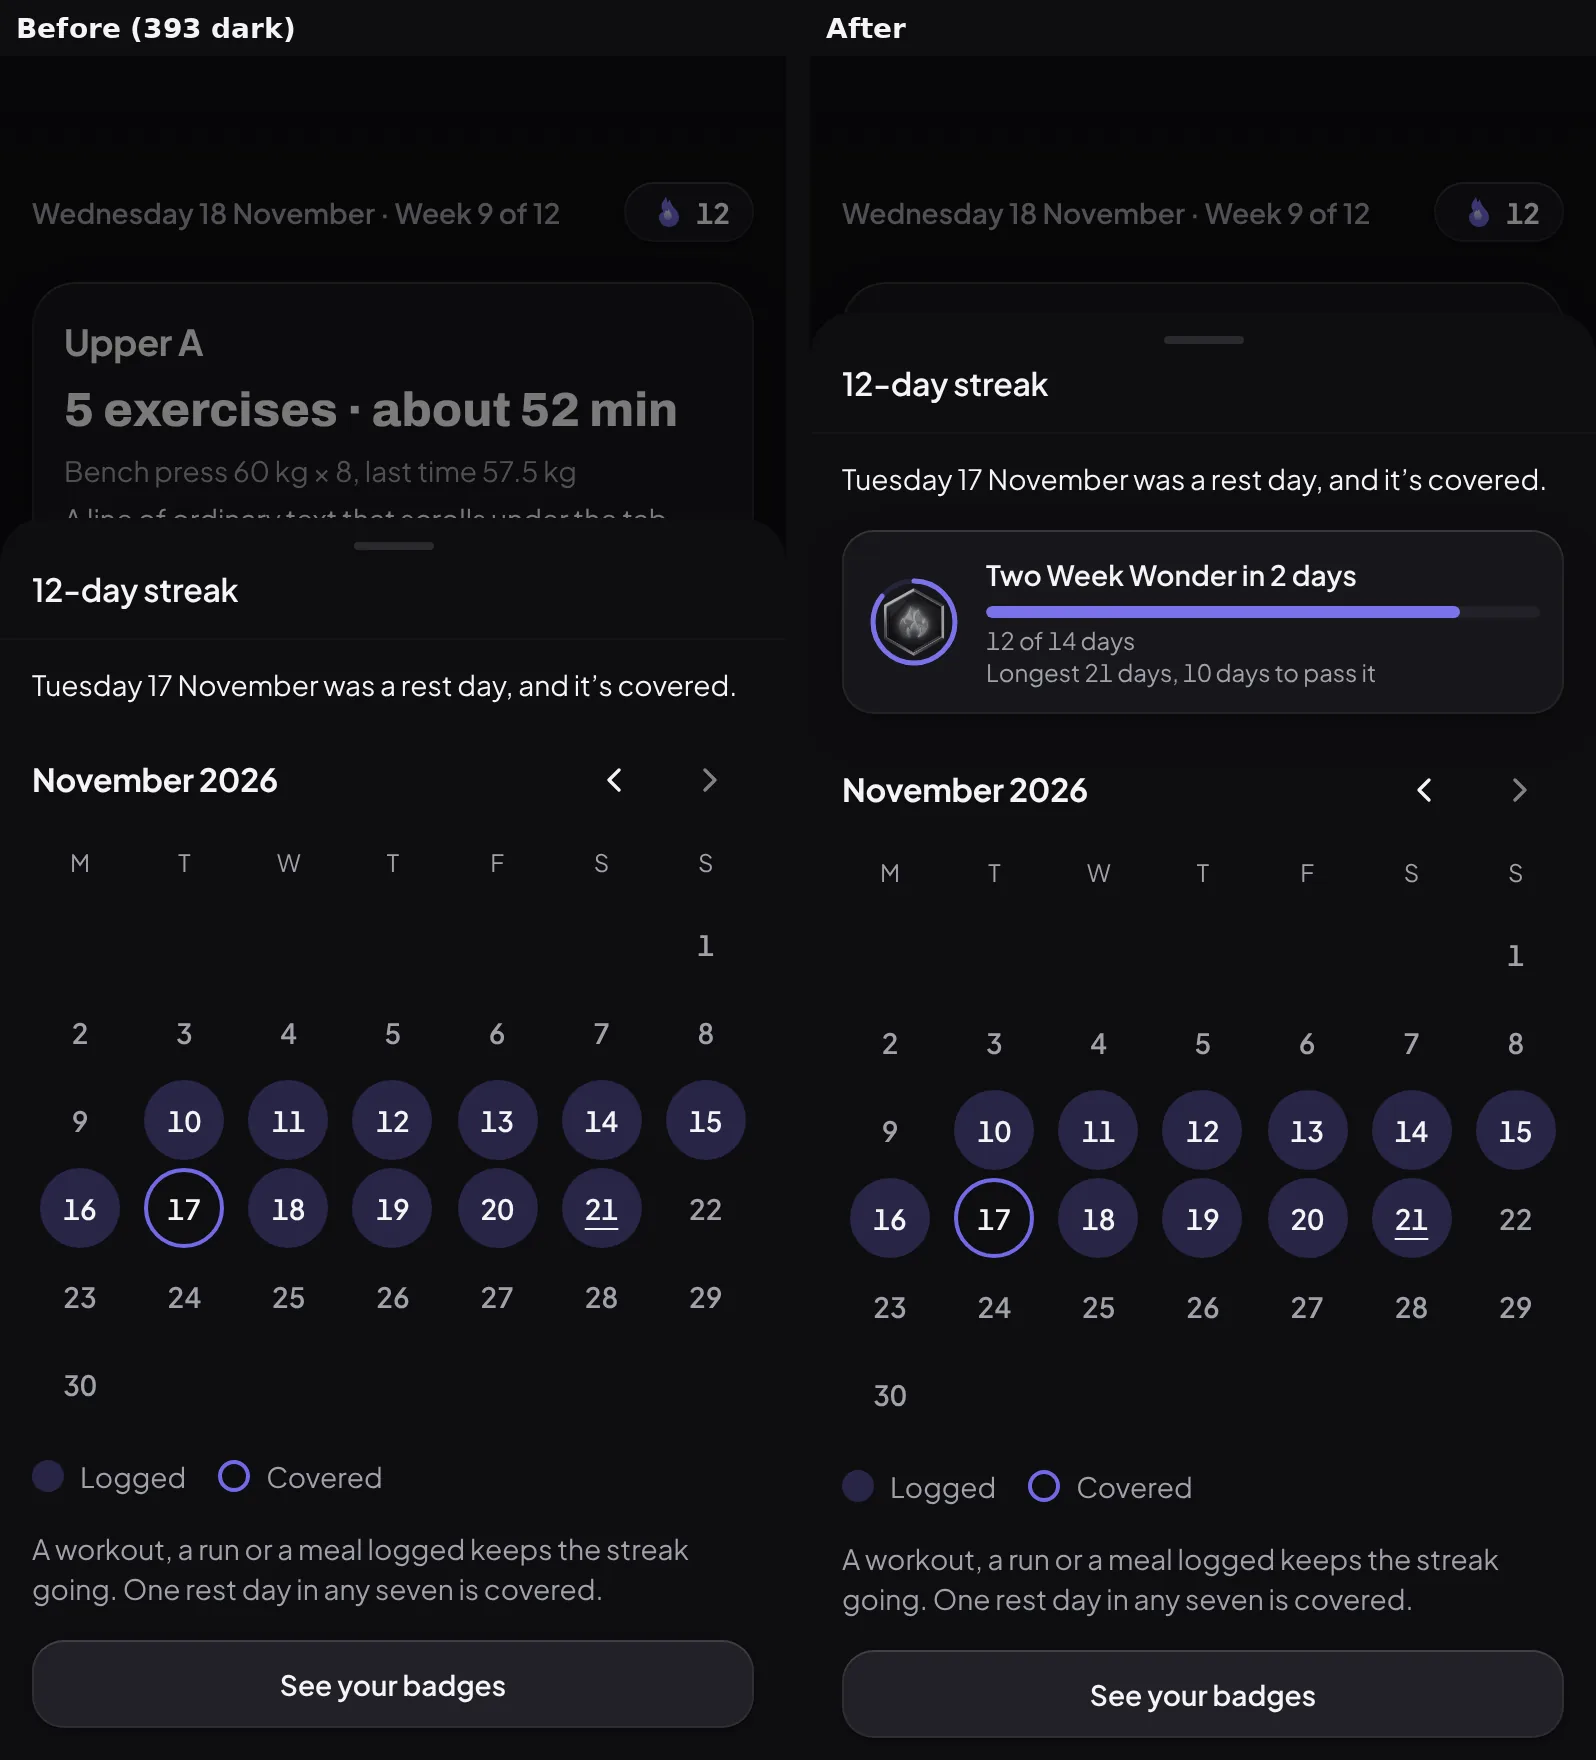 Before (393 dark)
Wednesday 18 November · Week 9 of 12
12
Upper A
5 exercises · about 52 min
Bench press 60 kg × 8, last time 57.5 kg
A line of ordinary text that scrolls under the tab
12-day streak
Tuesday 17 November was a rest day, and it's covered.
November 2026
M T W T F S S
1
2 3 4 5 6 7 8
9 10 11 12 13 14 15
16 17 18 19 20 21 22
23 24 25 26 27 28 29
30
Logged Covered
A workout, a run or a meal logged keeps the streak
going. One rest day in any seven is covered.
See your badges
After
Wednesday 18 November · Week 9 of 12
12
12-day streak
Tuesday 17 November was a rest day, and it's covered.
Two Week Wonder in 2 days
12 of 14 days
Longest 21 days, 10 days to pass it
November 2026
M T W T F S S
1
2 3 4 5 6 7 8
9 10 11 12 13 14 15
16 17 18 19 20 21 22
23 24 25 26 27 28 29
30
Logged Covered
A workout, a run or a meal logged keeps the streak
going. One rest day in any seven is covered.
See your badges